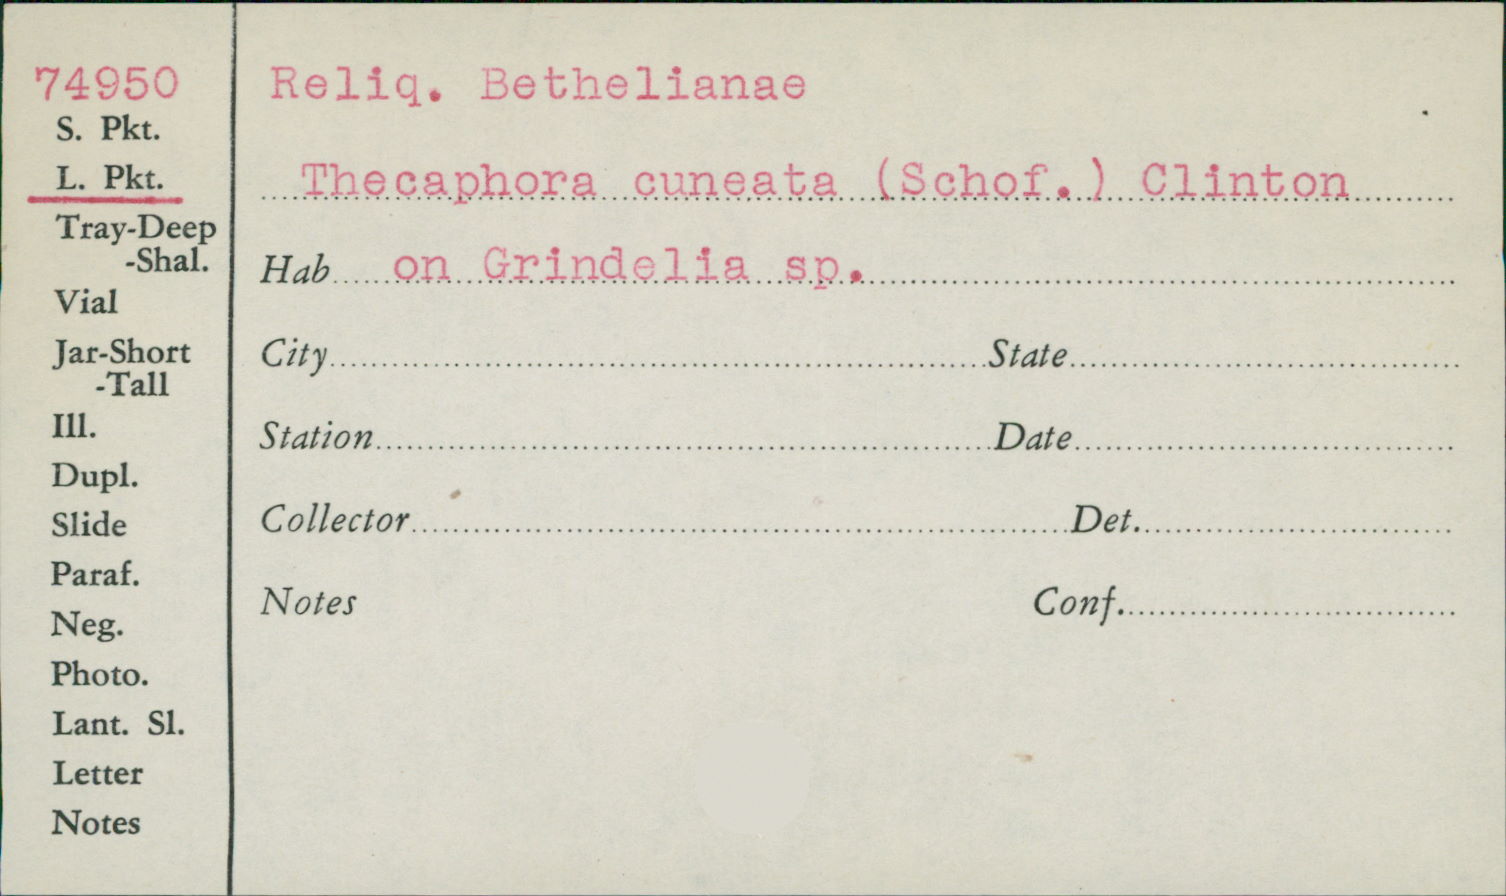 74950
Reliq. Bethelianae
S. Pkt.
L. Pkt.
Thecaphora cuneata (Schof.) Clinton
Tray-Deep
-Shal.
Hab on Grindelia sp.
Vial
Jar-Short
-Tall
City State
Ill.
Station Date
Dupl.
Slide
Collector Det.
Paraf.
Neg.
Notes Conf.
Photo.
Lant. Sl.
Letter
Notes